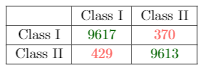 Class I Class II
Class I 9617 370
Class II 429 9613